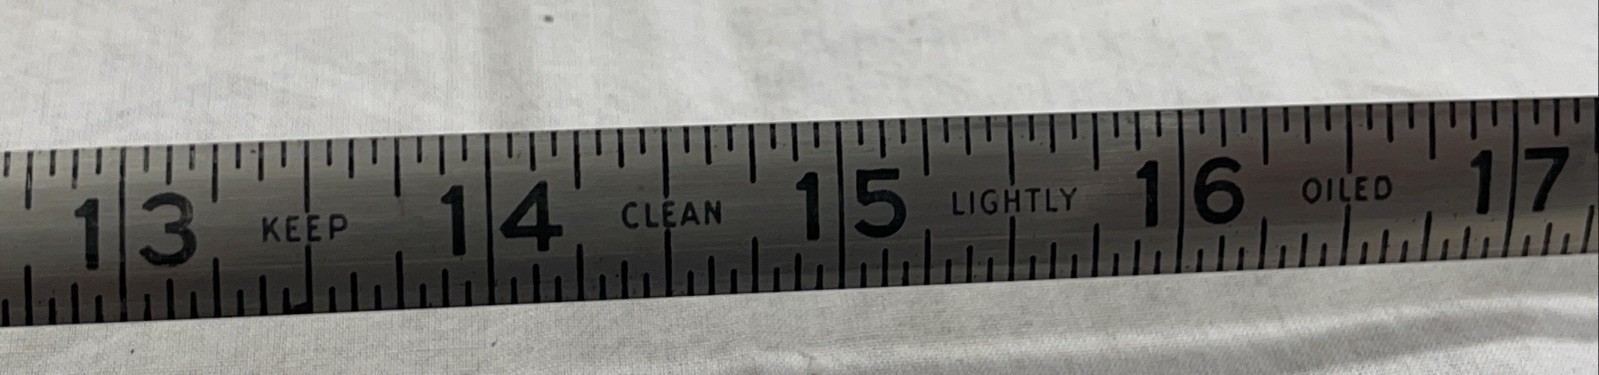 13 KEEP 14 CLEAN 15 LIGHTLY 16 OILED 17